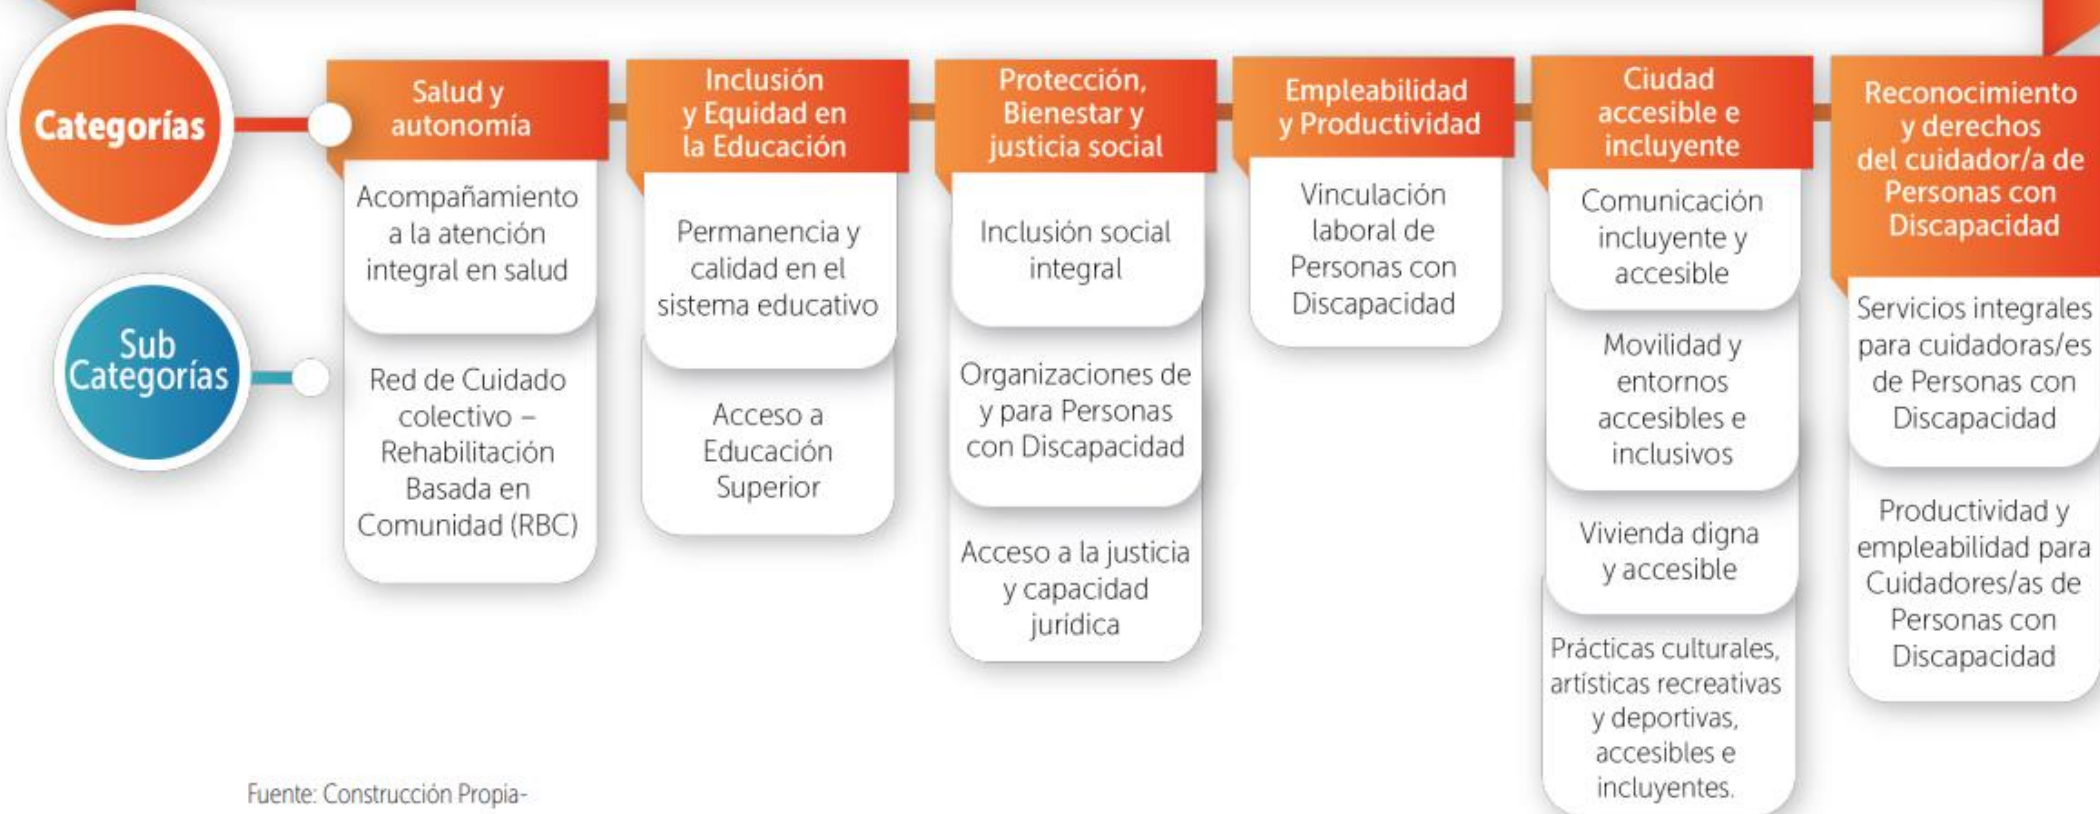 Categorías
Salud y
autonomía
Acompañamiento
a la atención
integral en salud
Red de Cuidado
colectivo –
Rehabilitación
Basada en
Comunidad (RBC)
Inclusión
y Equidad en
la Educación
Permanencia y
calidad en el
sistema educativo
Acceso a
Educación
Superior
Protección,
Bienestar y
justicia social
Inclusión social
integral
Organizaciones de
y para Personas
con Discapacidad
Acceso a la justicia
y capacidad
jurídica
Empleabilidad
y Productividad
Vinculación
laboral de
Personas con
Discapacidad
Ciudad
accesible e
incluyente
Comunicación
incluyente y
accesible
Movilidad y
entornos
accesibles e
inclusivos
Vivienda digna
y accesible
Prácticas culturales,
artísticas recreativas
y deportivas,
accesibles e
incluyentes.
Reconocimiento
y derechos
del cuidador/a de
Personas con
Discapacidad
Servicios integrales
para cuidadoras/es
de Personas con
Discapacidad
Productividad y
empleabilidad para
Cuidadores/as de
Personas con
Discapacidad
Sub
Categorías
Fuente: Construcción Propia-